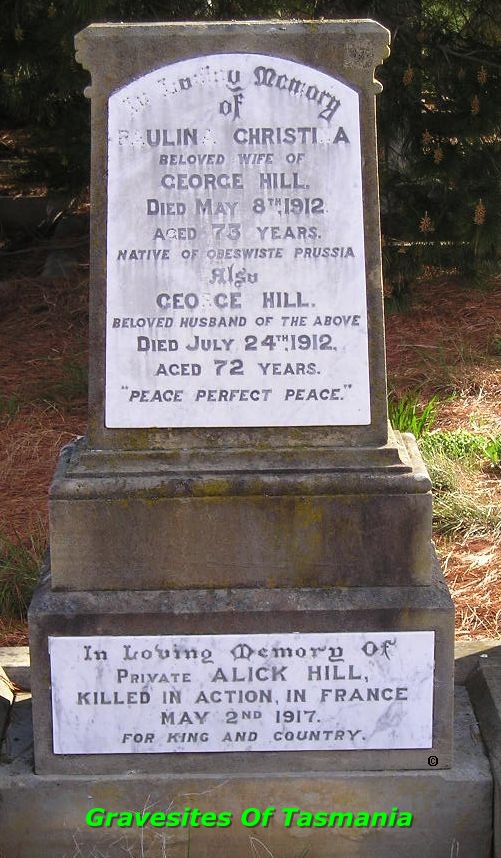 In Loving Memory
of
PAULINA CHRISTINA
BELOVED WIFE OF
GEORGE HILL.
DIED MAY 8TH, 1912.
AGED 73 YEARS.
NATIVE OF OBESWISTE PRUSSIA
Also
GEORGE HILL.
BELOVED HUSBAND OF THE ABOVE
DIED JULY 24TH, 1912,
AGED 72 YEARS.
"PEACE PERFECT PEACE."
In Loving Memory Of
PRIVATE ALICK HILL,
KILLED IN ACTION, IN FRANCE
MAY 2ND 1917.
FOR KING AND COUNTRY.
©
Gravesites Of Tasmania